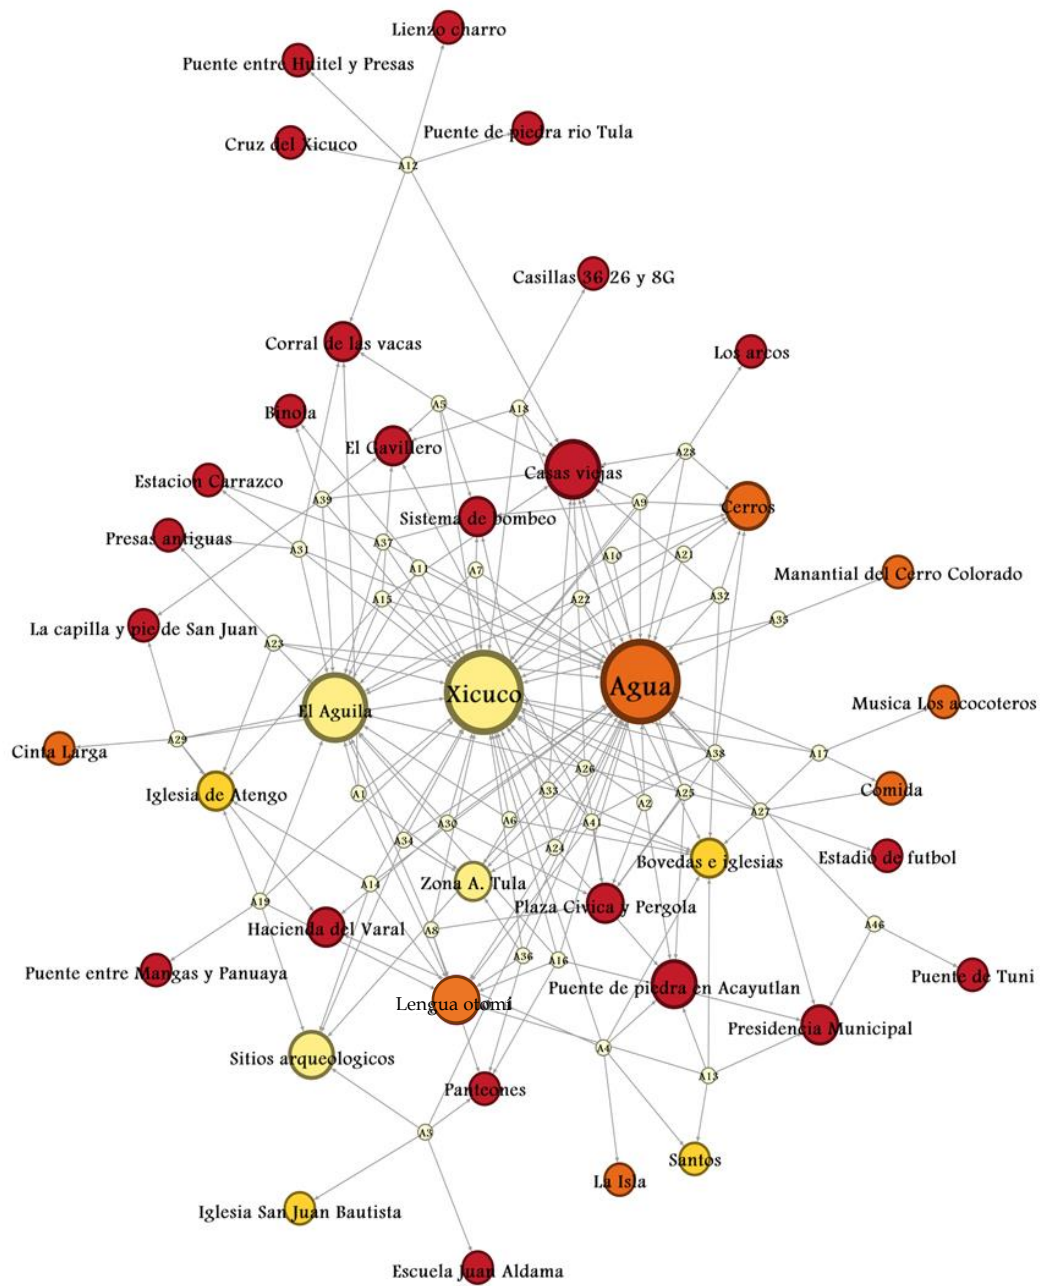 Lienzo charro
Puente entre Huitel y Presas
Puente de piedra rio Tula
Cruz del Xicuco
A12
Casillas 36 26 y 8G
Corral de las vacas
Los arcos
A5
A18
Binola
El Gavillero
A28
Casas viejas
Estacion Carrazco
A39
A9
Cerros
Sistema de bombeo
Presas antiguas
A37
A31
A10
A21
A11
A7
Manantial del Cerro Colorado
A15
A22
A32
A35
La capilla y pie de San Juan
A23
Agua
Xicuco
El Aguila
Musica Los acocoteros
A29
Cinta Larga
A38
A17
A26
Iglesia de Atengo
A1
A33
A25
Comida
A2
A27
A30
A6
A41
A34
A24
Bovedas e iglesias
Estadio de futbol
A14
Zona A. Tula
A19
Plaza Civica y Pergola
A46
Hacienda del Varal
A8
A36
A16
Puente entre Mangas y Panuaya
Puente de Tuni
Puente de piedra en Acayutlan
Lengua otomí
Presidencia Municipal
A4
Sitios arqueologicos
A13
Panteones
A3
Santos
La Isla
Iglesia San Juan Bautista
Escuela Juan Aldama